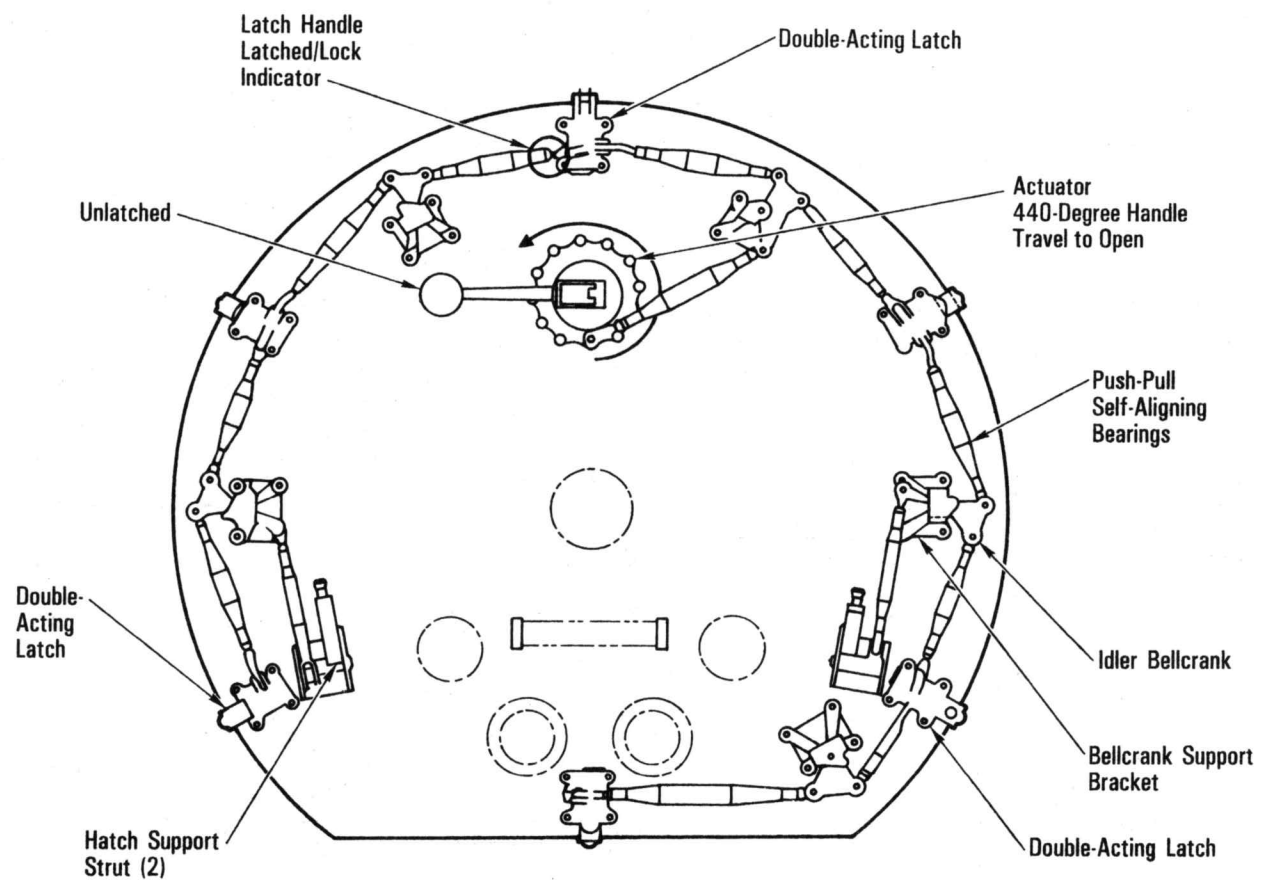 Latch Handle
Latched/Lock
Indicator
Double-Acting Latch
Actuator
440-Degree Handle
Travel to Open
Unlatched
Push-Pull
Self-Aligning
Bearings
Double-
Acting
Latch
Idler Bellcrank
Bellcrank Support
Bracket
Hatch Support
Strut (2)
Double-Acting Latch